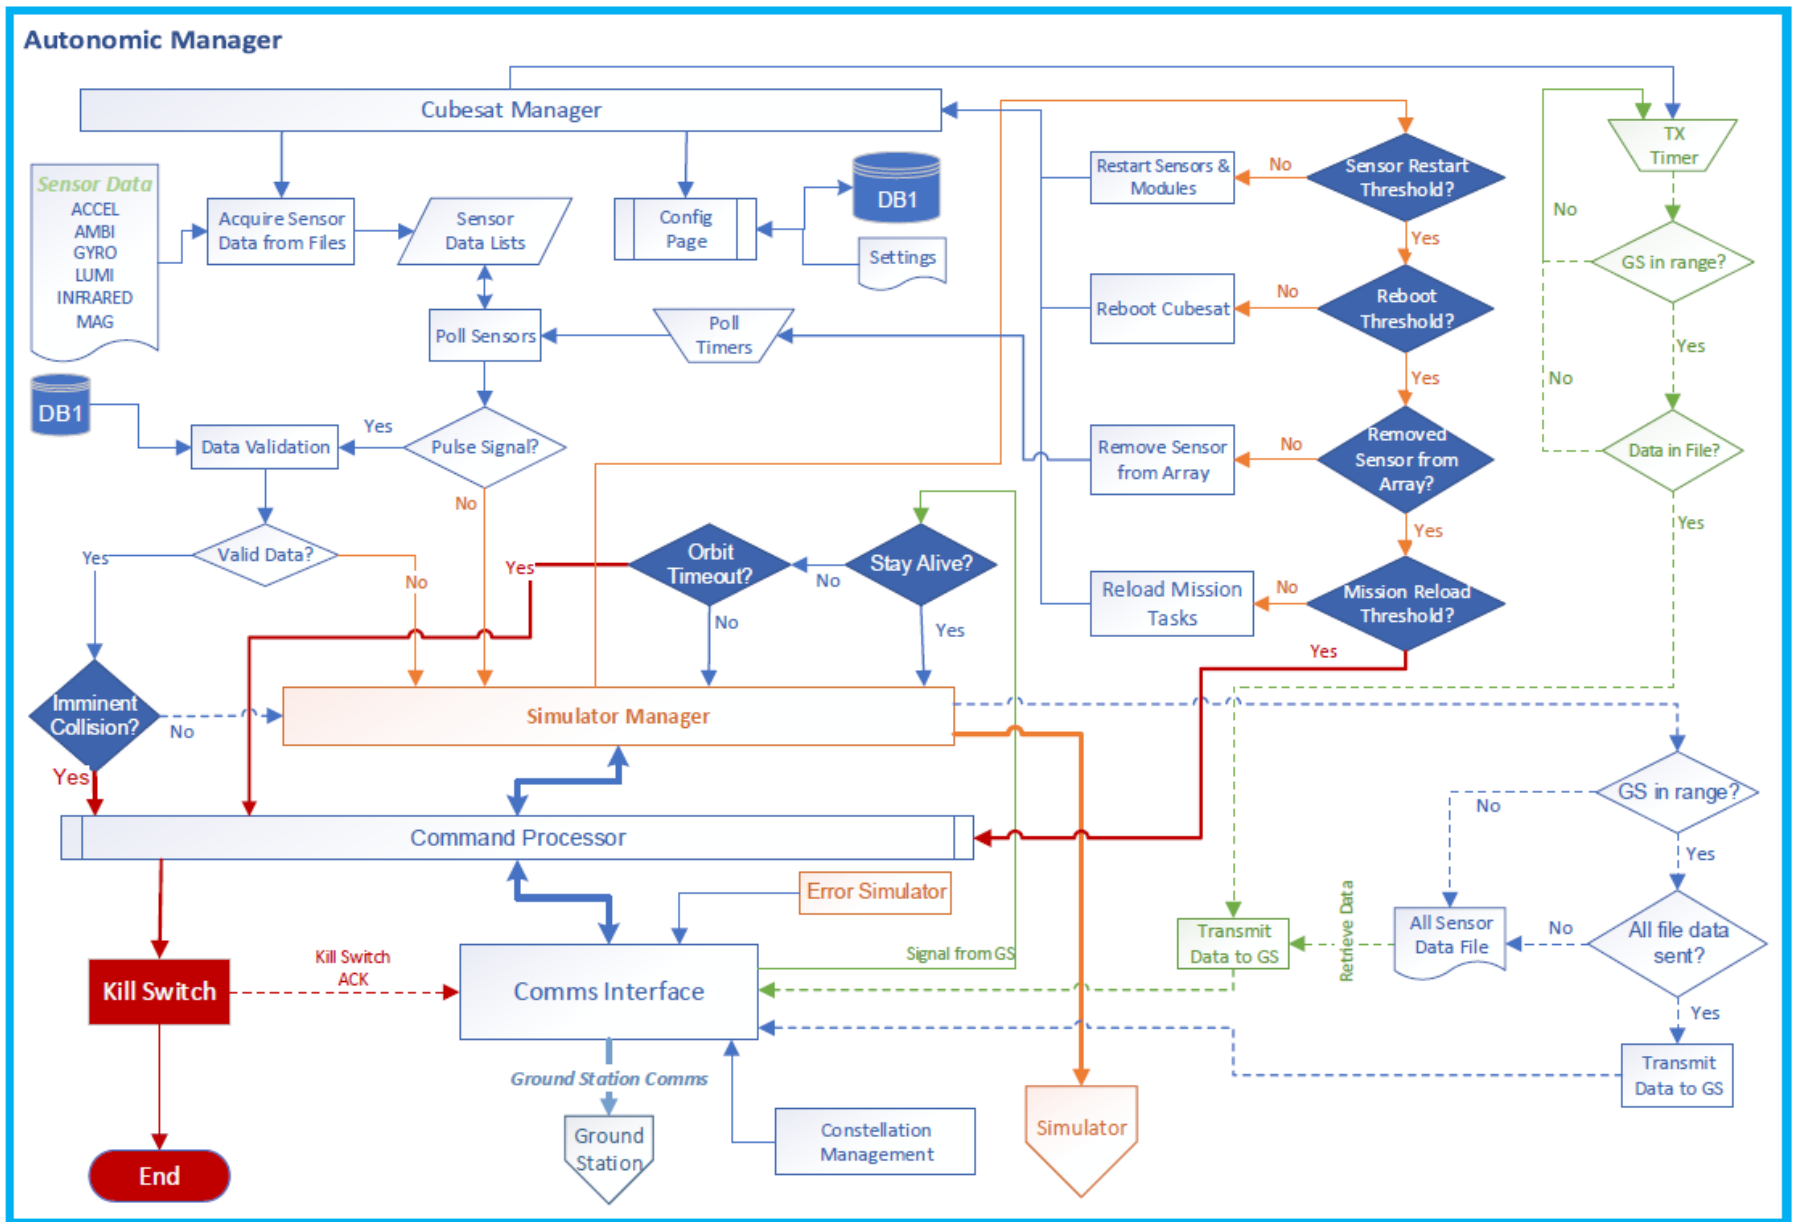 Autonomic Manager
Cubesat Manager
Sensor Data
ACCEL
AMBI
GYRO
LUMI
INFRARED
MAG
Acquire Sensor
Data from Files
Sensor
Data Lists
Config
Page
DB1
Settings
Restart Sensors &
Modules
No
Sensor Restart
Threshold?
Yes
TX
Timer
No
GS in range?
Yes
Poll Sensors
Poll
Timers
Reboot Cubesat
No
Reboot
Threshold?
Yes
No
Data in File?
Yes
DB1
Data Validation
Yes
Pulse Signal?
No
Remove Sensor
from Array
No
Removed
Sensor from
Array?
Yes
Yes
Valid Data?
No
Yes
Orbit
Timeout?
No
No
Stay Alive?
Yes
Reload Mission
Tasks
No
Mission Reload
Threshold?
Yes
Imminent
Collision?
No
Yes
Simulator Manager
Command Processor
GS in range?
No
Yes
Error Simulator
All file data
sent?
No
Yes
All Sensor
Data File
Retrieve Data
Transmit
Data to GS
Signal from GS
Kill Switch
Kill Switch
ACK
Comms Interface
Transmit
Data to GS
Ground Station Comms
Ground
Station
Constellation
Management
Simulator
End